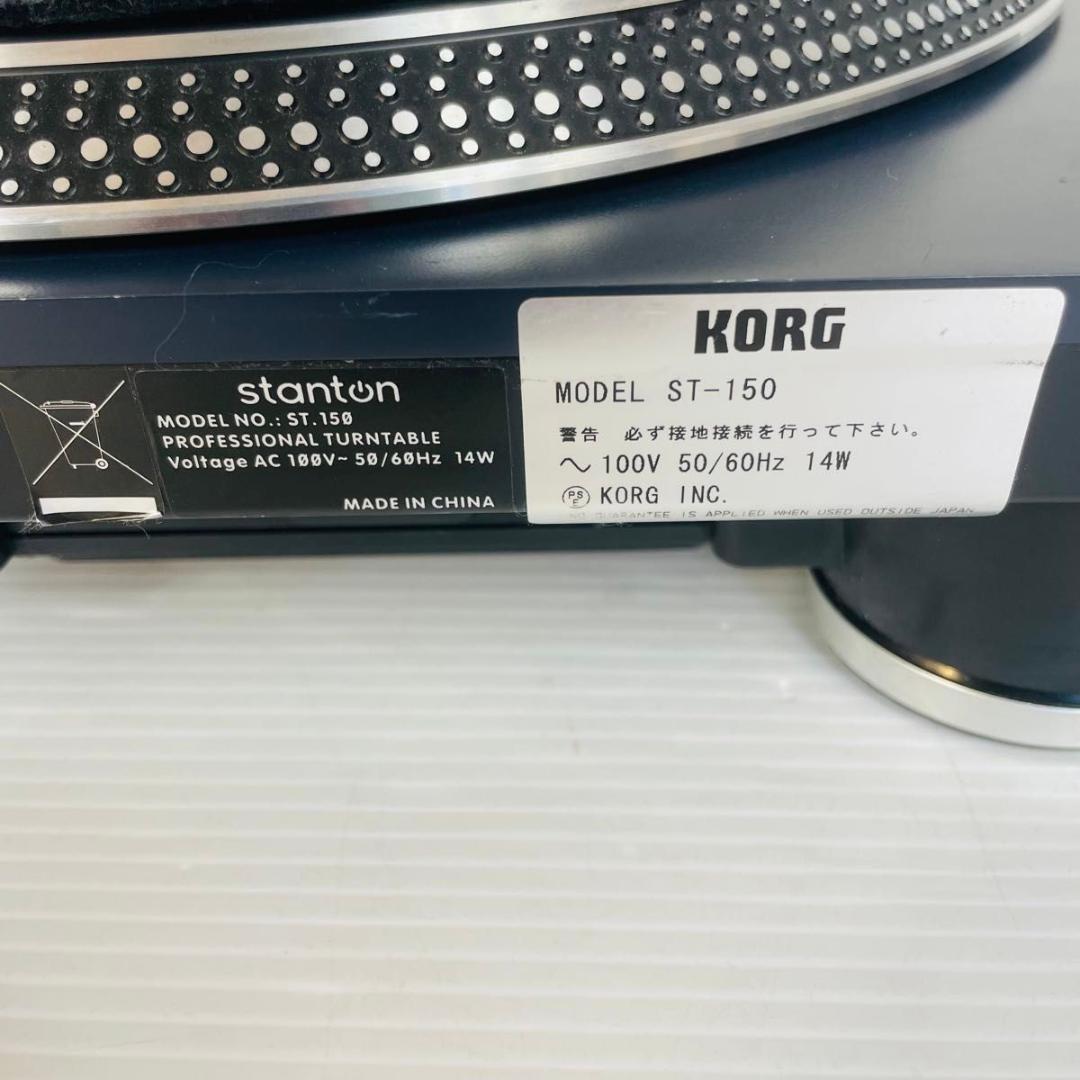 stanton
MODEL NO.: ST.150
PROFESSIONAL TURNTABLE
Voltage AC 100V~ 50/60Hz 14W
MADE IN CHINA
KORG
MODEL ST-150
警告 必ず接地接続を行って下さい。
～ 100V 50/60Hz 14W
PSE KORG INC.
NO GUARANTEE IS APPLIED WHEN USED OUTSIDE JAPAN